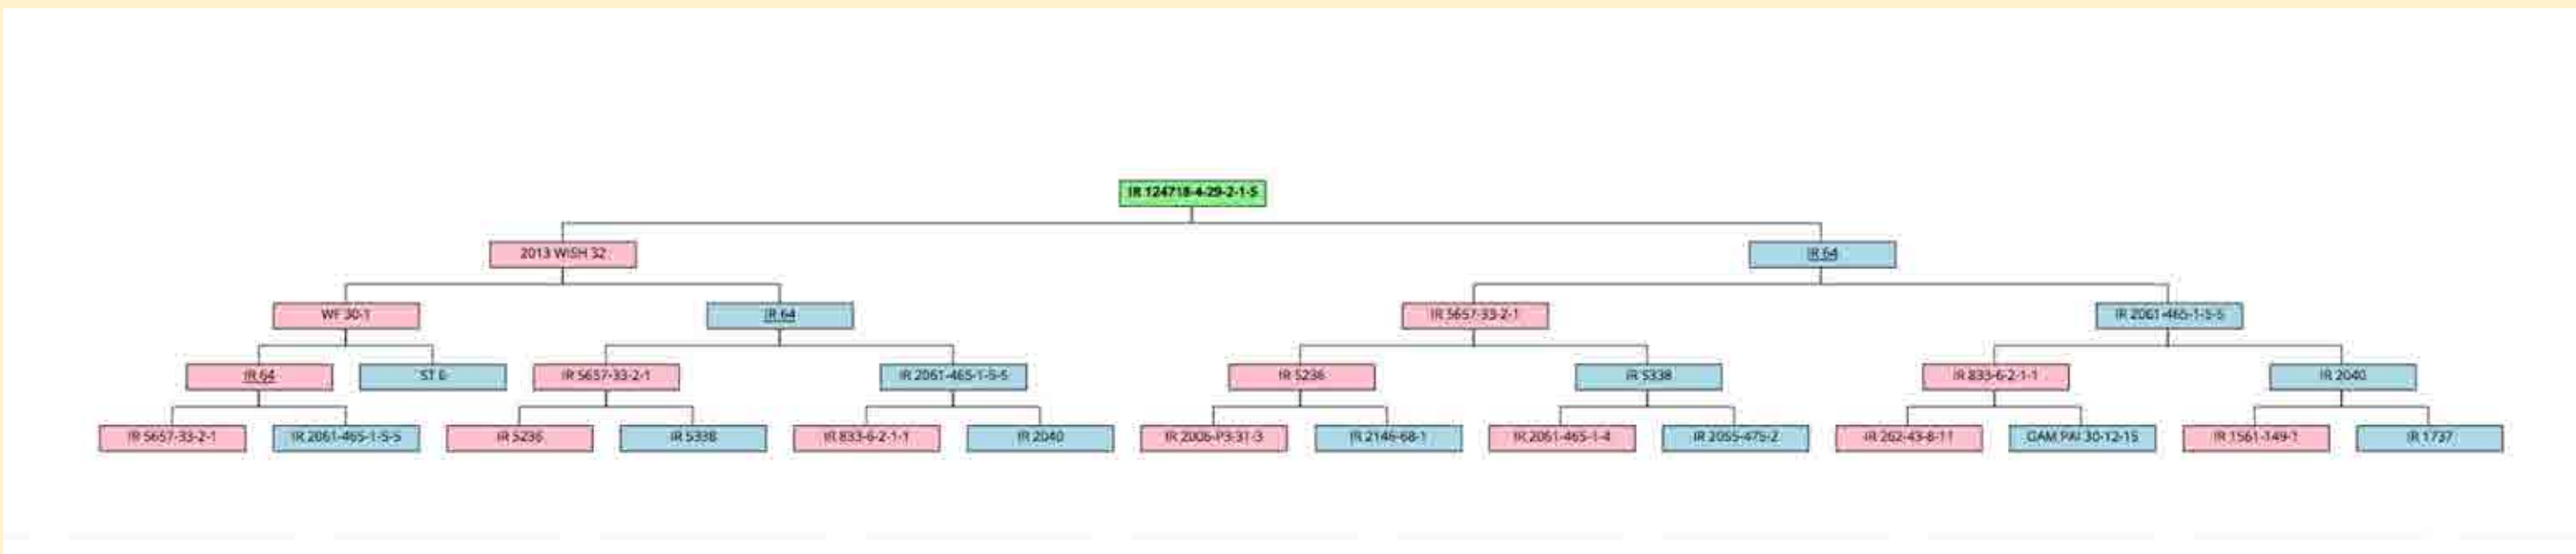 IR 124718-4-29-2-1-5
2013 WISH 32
IR 64
WF 30-1
IR 64
IR 5657-33-2-1
IR 2061-465-1-5-5
IR 64
ST 6
IR 5657-33-2-1
IR 2061-465-1-5-5
IR 5236
IR 5338
IR 833-6-2-1-1
IR 2040
IR 5657-33-2-1
IR 2061-465-1-5-5
IR 5236
IR 5338
IR 833-6-2-1-1
IR 2040
IR 2006-P3-31-3
IR 2146-68-1
IR 2061-465-1-4
IR 2055-475-2
IR 262-43-8-11
GAM PAI 30-12-15
IR 1561-149-1
IR 1737